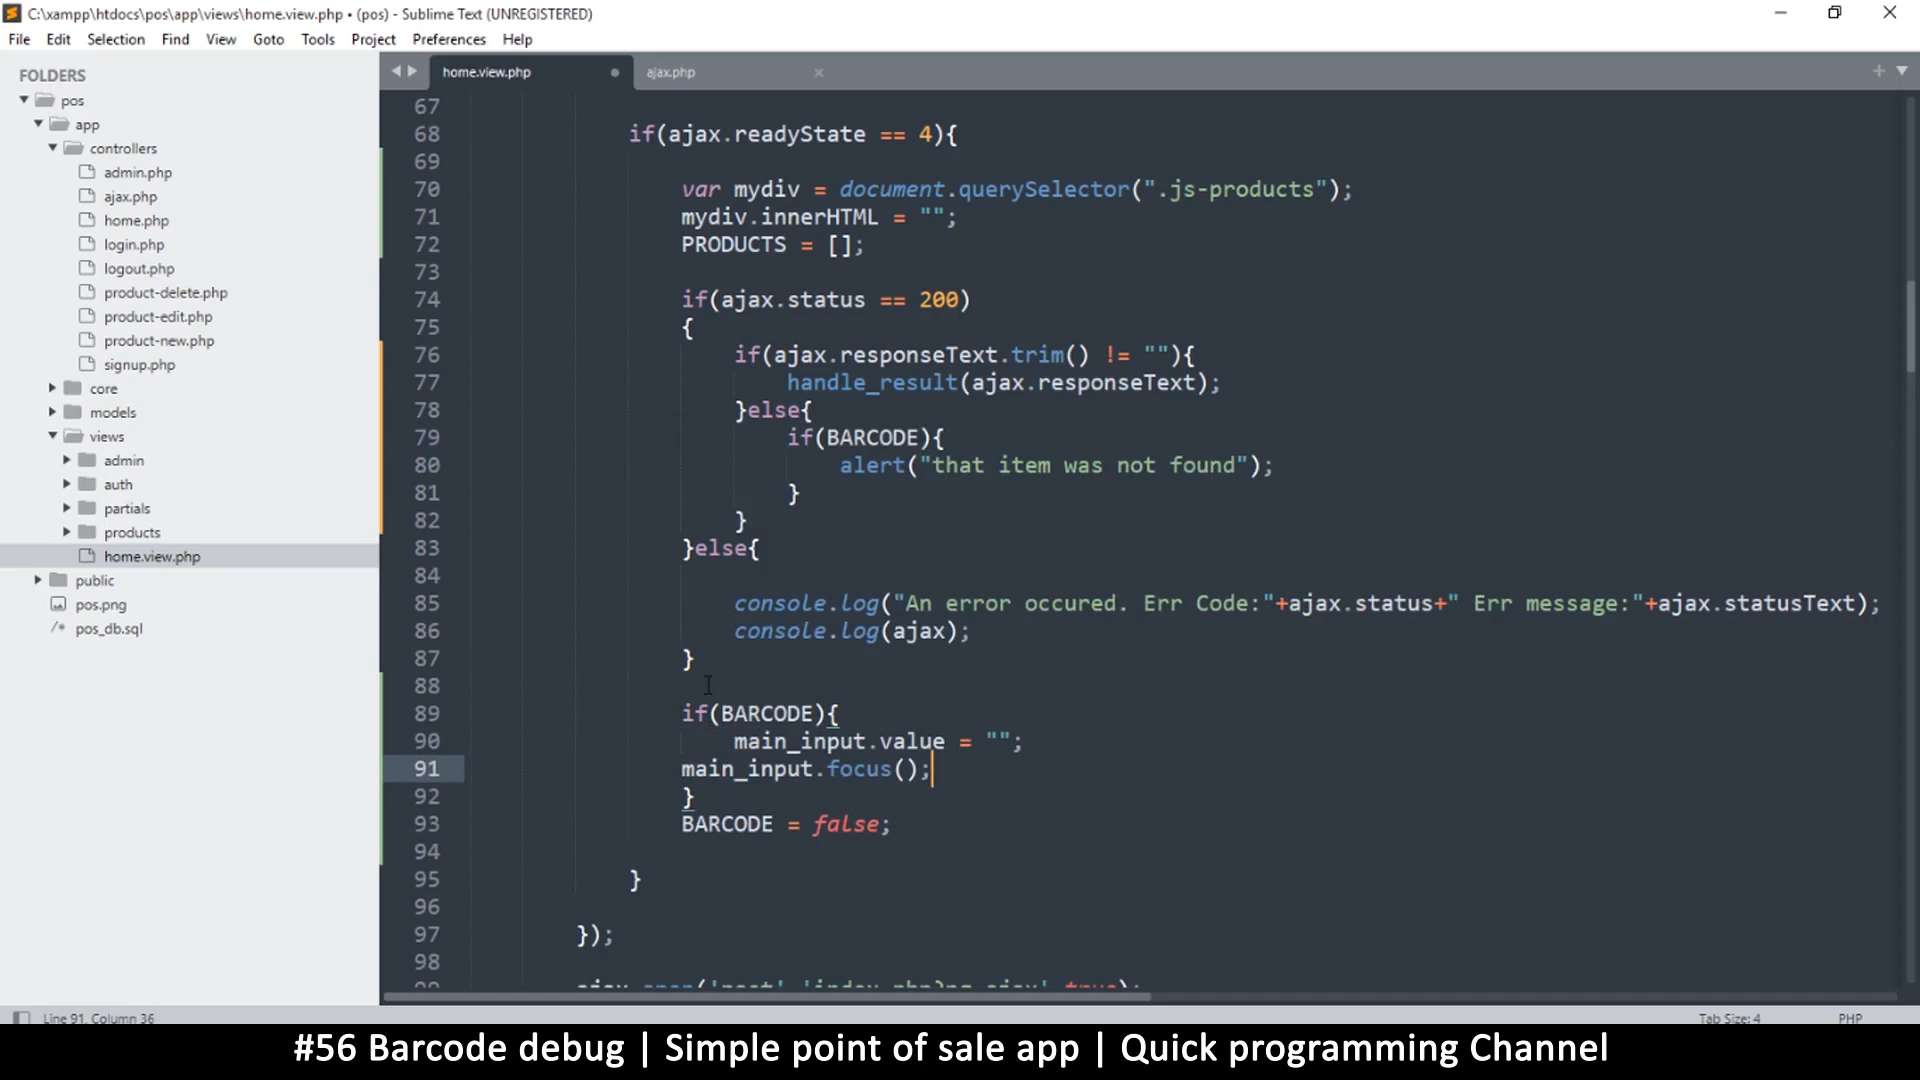 C:\xampp\htdocs\pos\app\views\home.view.php • (pos) - Sublime Text (UNREGISTERED)
File Edit Selection Find View Goto Tools Project Preferences Help
FOLDERS
pos
app
controllers
admin.php
ajax.php
home.php
login.php
logout.php
product-delete.php
product-edit.php
product-new.php
signup.php
core
models
views
admin
auth
partials
products
home.view.php
public
pos.png
pos_db.sql
home.view.php ajax.php
67
68 if(ajax.readyState == 4){
69
70 var mydiv = document.querySelector(".js-products");
71 mydiv.innerHTML = "";
72 PRODUCTS = [];
73
74 if(ajax.status == 200)
75 {
76 if(ajax.responseText.trim() != ""){
77 handle_result(ajax.responseText);
78 }else{
79 if(BARCODE){
80 alert("that item was not found");
81 }
82 }
83 }else{
84
85 console.log("An error occured. Err Code:"+ajax.status+" Err message:"+ajax.statusText);
86 console.log(ajax);
87 }
88
89 if(BARCODE){
90 main_input.value = "";
91 main_input.focus();
92 }
93 BARCODE = false;
94
95 }
96
97 });
98
Line 91, Column 36 Tab Size: 4 PHP
#56 Barcode debug | Simple point of sale app | Quick programming Channel